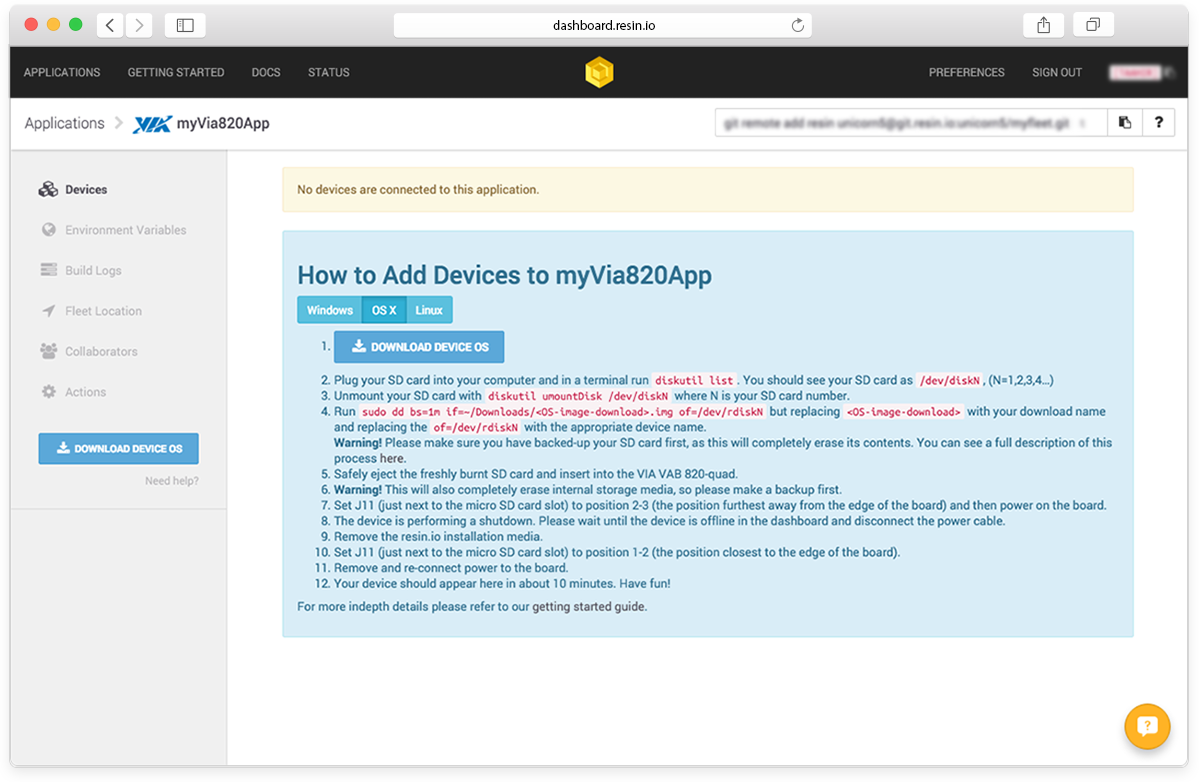 dashboard.resin.io
APPLICATIONS GETTING STARTED DOCS STATUS PREFERENCES SIGN OUT
Applications VIA myVia820App git remote add resin unicorn5@git.resin.io:unicorn5/myfleet.git ?
Devices
Environment Variables
Build Logs
Fleet Location
Collaborators
Actions
DOWNLOAD DEVICE OS
Need help?
No devices are connected to this application.
How to Add Devices to myVia820App
Windows OS X Linux
1. DOWNLOAD DEVICE OS
2. Plug your SD card into your computer and in a terminal run diskutil list. You should see your SD card as /dev/diskN, (N=1,2,3,4...)
3. Unmount your SD card with diskutil umountDisk /dev/diskN where N is your SD card number.
4. Run sudo dd bs=1m if=~/Downloads/<OS-image-download>.img of=/dev/rdiskN but replacing <OS-image-download> with your download name
and replacing the of=/dev/rdiskN with the appropriate device name.
Warning! Please make sure you have backed-up your SD card first, as this will completely erase its contents. You can see a full description of this
process here.
5. Safely eject the freshly burnt SD card and insert into the VIA VAB 820-quad.
6. Warning! This will also completely erase internal storage media, so please make a backup first.
7. Set J11 (just next to the micro SD card slot) to position 2-3 (the position furthest away from the edge of the board) and then power on the board.
8. The device is performing a shutdown. Please wait until the device is offline in the dashboard and disconnect the power cable.
9. Remove the resin.io installation media.
10. Set J11 (just next to the micro SD card slot) to position 1-2 (the position closest to the edge of the board).
11. Remove and re-connect power to the board.
12. Your device should appear here in about 10 minutes. Have fun!
For more indepth details please refer to our getting started guide.
?